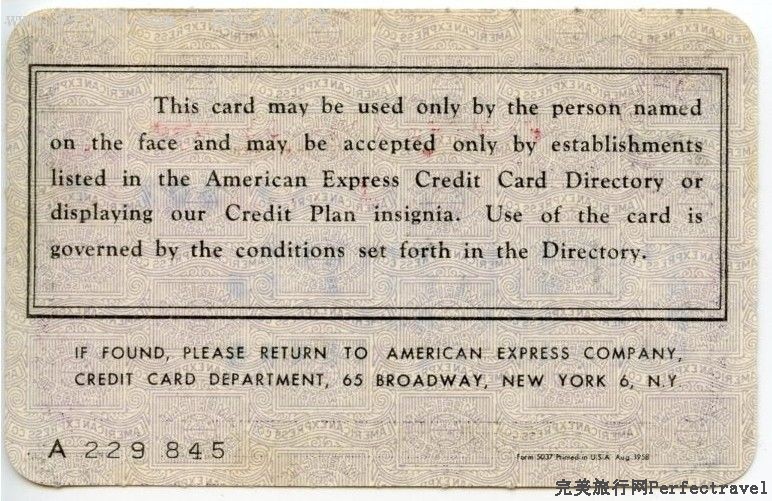 This card may be used only by the person named
on the face and may be accepted only by establishments
listed in the American Express Credit Card Directory or
displaying our Credit Plan insignia. Use of the card is
governed by the conditions set forth in the Directory.
IF FOUND, PLEASE RETURN TO AMERICAN EXPRESS COMPANY,
CREDIT CARD DEPARTMENT, 65 BROADWAY, NEW YORK 6, N.Y
A 229 845
Form 5037 Printed in U.S.A. Aug. 1958
完美旅行网Perfectravel